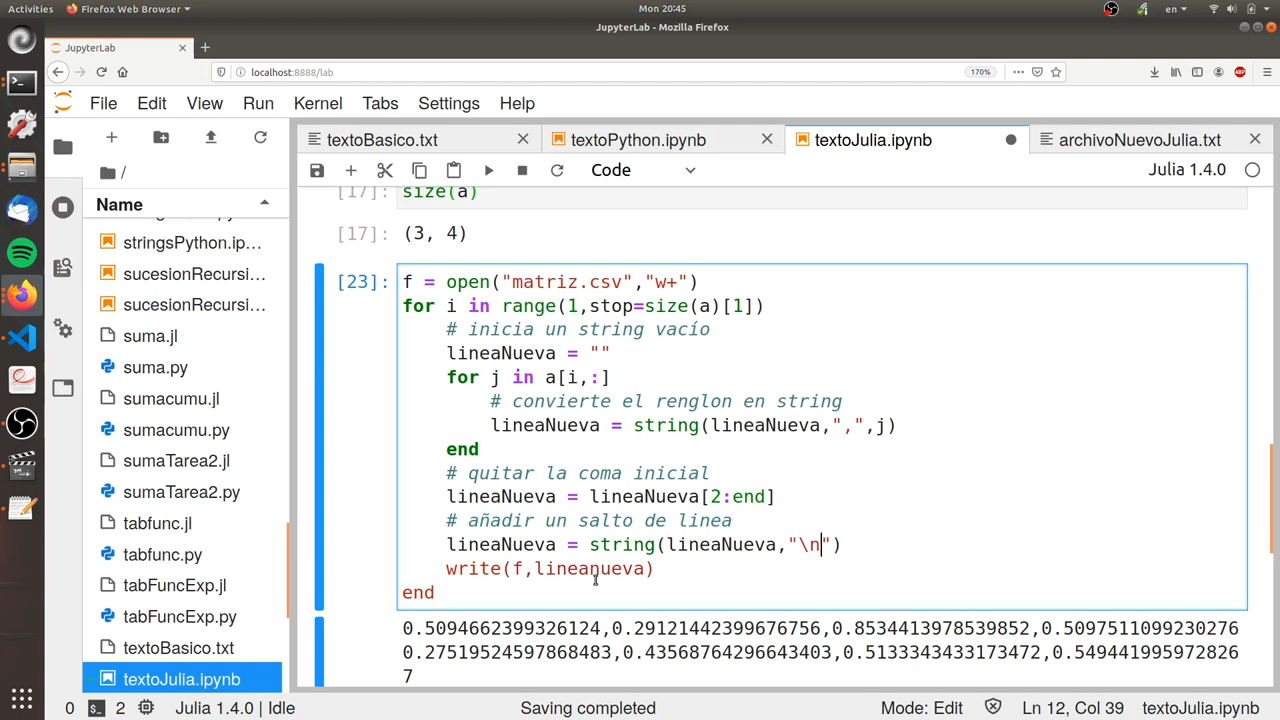 Activities
Firefox Web Browser
Mon 20:45
en
JupyterLab - Mozilla Firefox
JupyterLab
localhost:8888/lab
170%
ABP
File Edit View Run Kernel Tabs Settings Help
textoBasico.txt
textoPython.ipynb
textoJulia.ipynb
archivoNuevoJulia.txt
Code
Julia 1.4.0
/
Name
stringsPython.ip…
sucesionRecursi…
sucesionRecursi…
suma.jl
suma.py
sumacumu.jl
sumacumu.py
sumaTarea2.jl
sumaTarea2.py
tabfunc.jl
tabfunc.py
tabFuncExp.jl
tabFuncExp.py
textoBasico.txt
textoJulia.ipynb
[17]: size(a)
[17]: (3, 4)
[23]: f = open("matriz.csv","w+")
for i in range(1,stop=size(a)[1])
# inicia un string vacío
lineaNueva = ""
for j in a[i,:]
# convierte el renglon en string
lineaNueva = string(lineaNueva,",",j)
end
# quitar la coma inicial
lineaNueva = lineaNueva[2:end]
# añadir un salto de linea
lineaNueva = string(lineaNueva,"\n")
write(f,lineanueva)
end
0.5094662399326124,0.29121442399676756,0.8534413978539852,0.5097511099230276
0.27519524597868483,0.43568764296643403,0.5133343433173472,0.549441995972826
7
0 2 Julia 1.4.0 | Idle
Saving completed
Mode: Edit
Ln 12, Col 39
textoJulia.ipynb